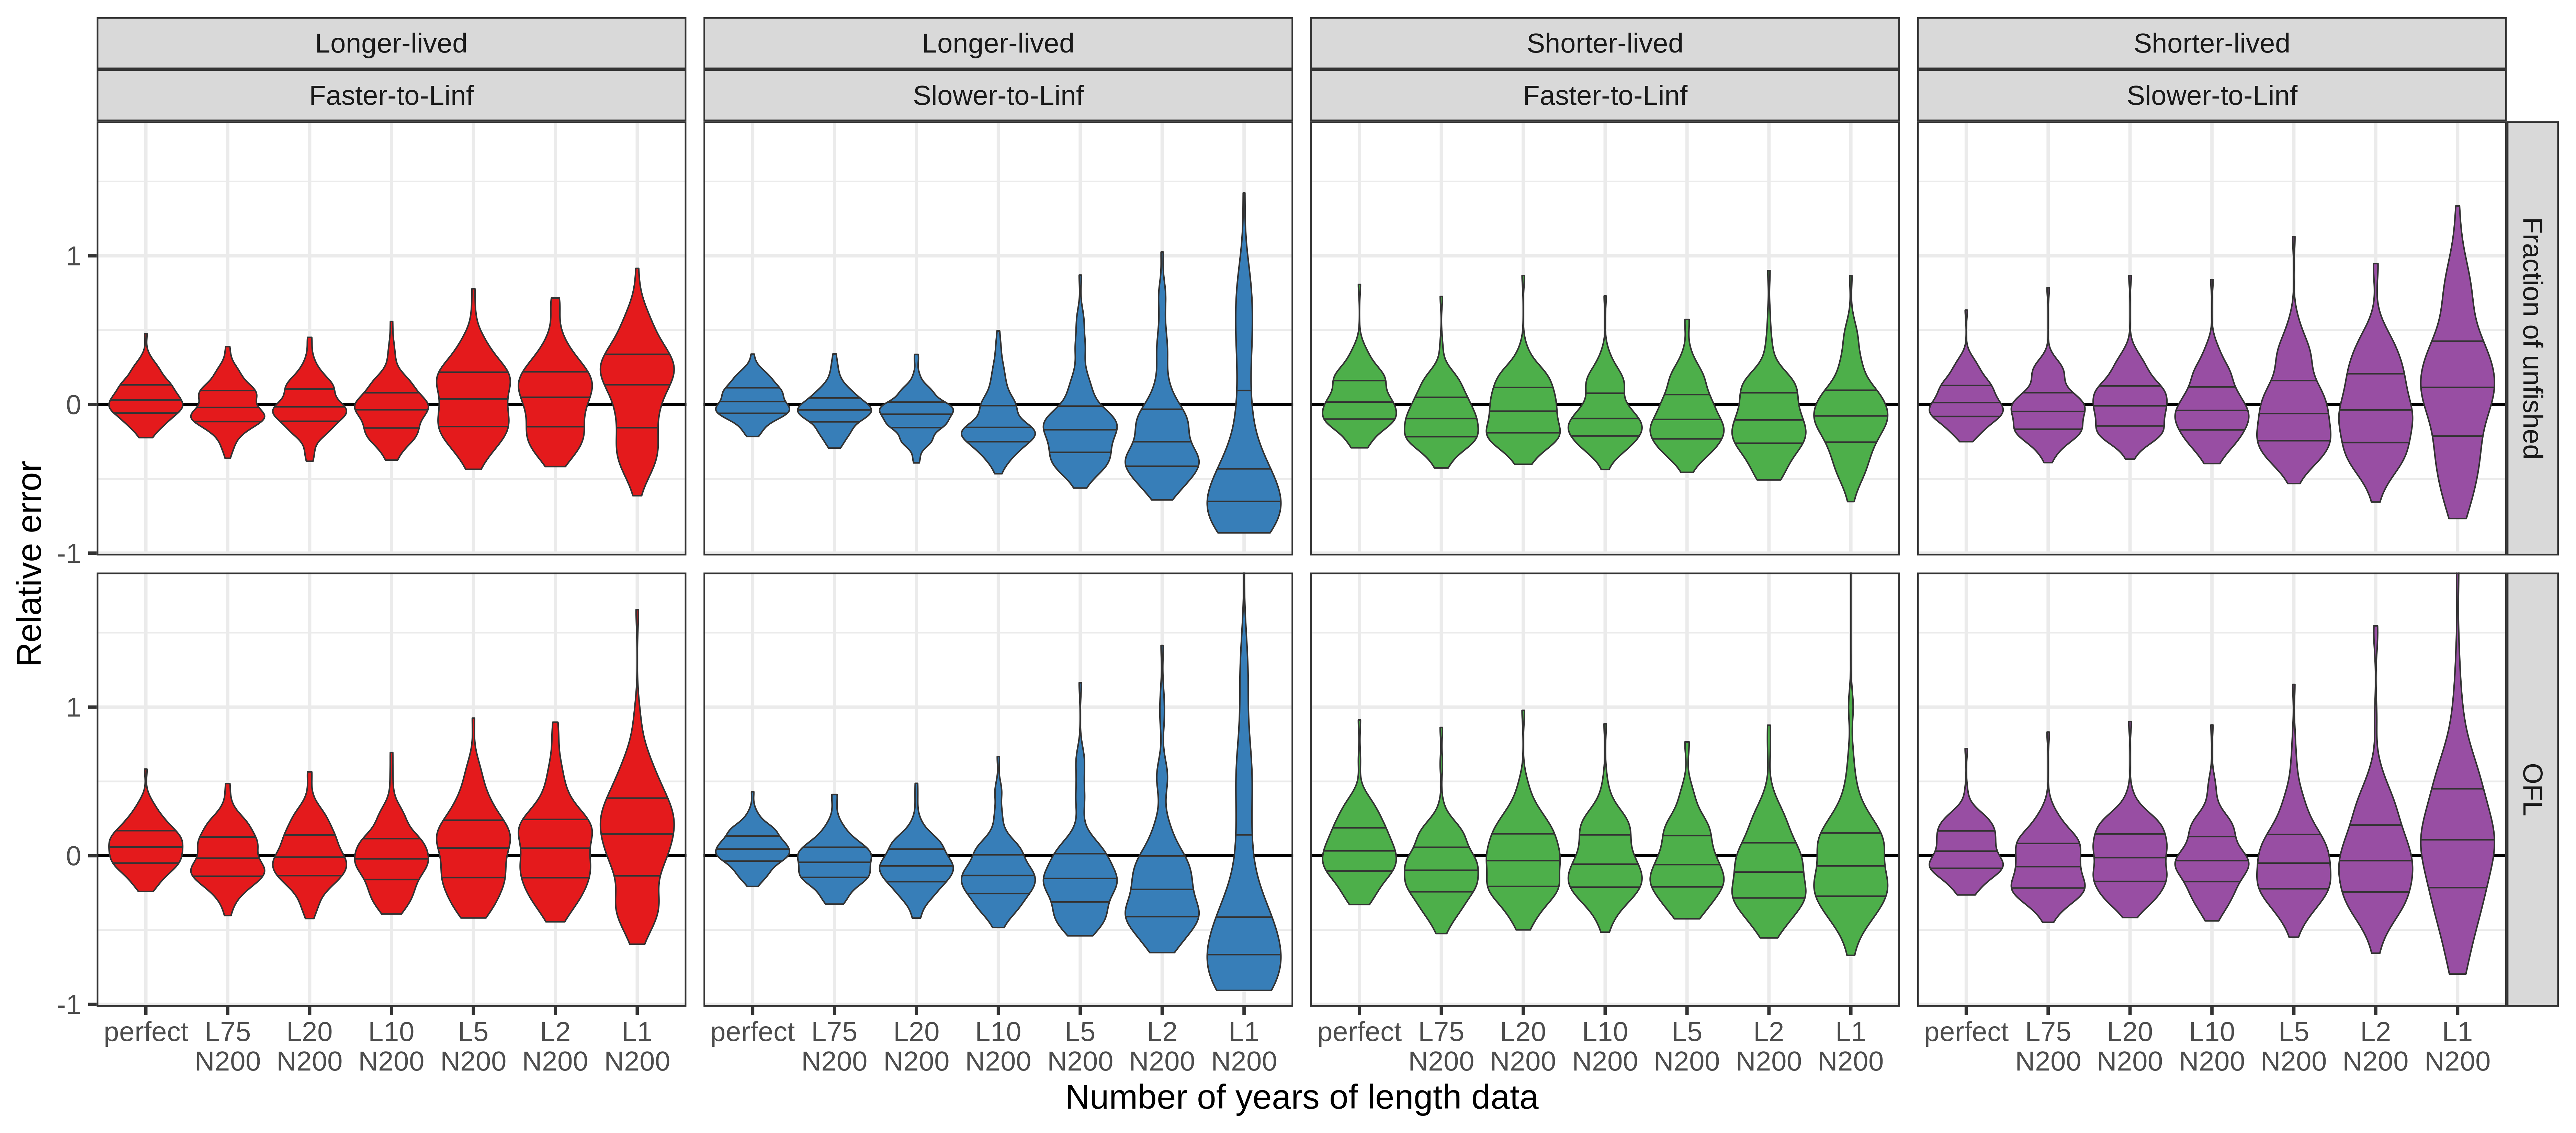 Longer-lived Longer-lived Shorter-lived Shorter-lived
Faster-to-Linf Slower-to-Linf Faster-to-Linf Slower-to-Linf
Relative error
1
0
-1
Fraction of unfished
1
0
-1
OFL
perfect L75 L20 L10 L5 L2 L1 perfect L75 L20 L10 L5 L2 L1 perfect L75 L20 L10 L5 L2 L1 perfect L75 L20 L10 L5 L2 L1
N200 N200 N200 N200 N200 N200 N200 N200 N200 N200 N200 N200 N200 N200 N200 N200 N200 N200 N200 N200 N200 N200 N200 N200
Number of years of length data